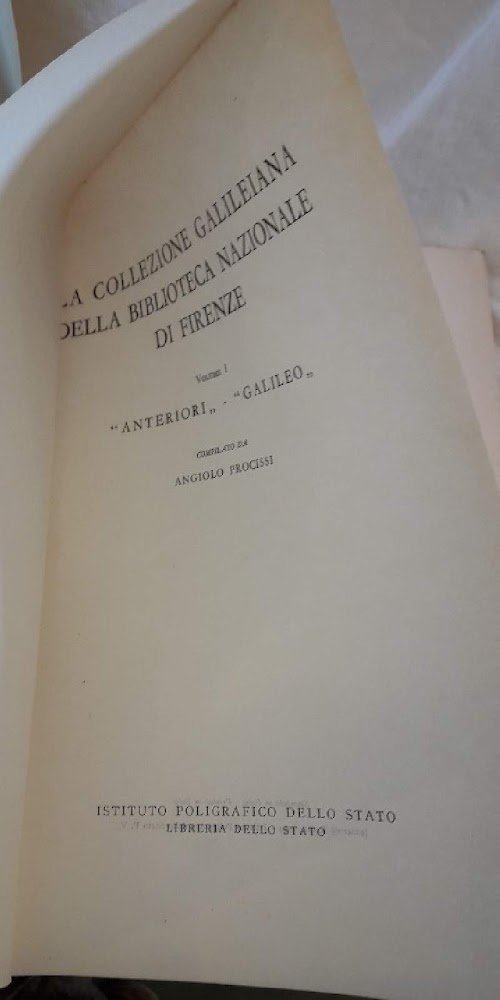 LA COLLEZIONE GALILEIANA
DELLA BIBLIOTECA NAZIONALE
DI FIRENZE
Volume I
“ANTERIORI„ - “GALILEO„
COMPILATO DA
ANGIOLO PROCISSI
ISTITUTO POLIGRAFICO DELLO STATO
LIBRERIA DELLO STATO